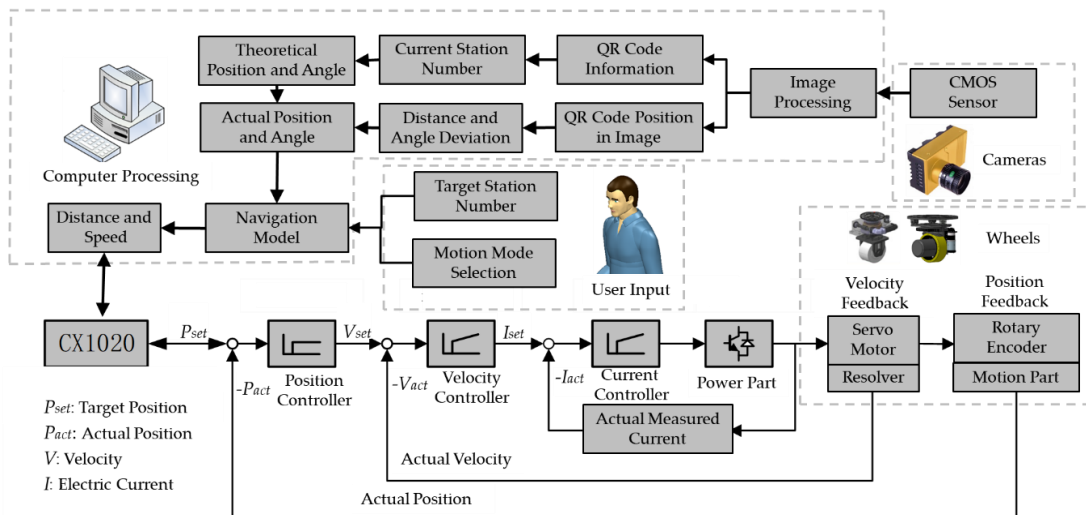 Theoretical
Position and Angle
Current Station
Number
QR Code
Information
Image
Processing
CMOS
Sensor
Actual Position
and Angle
Distance and
Angle Deviation
QR Code Position
in Image
Cameras
Computer Processing
Target Station
Number
Distance and
Speed
Navigation
Model
Motion Mode
Selection
User Input
Wheels
Velocity
Feedback
Position
Feedback
CX1020
Pset
Vset
Iset
Servo
Motor
Rotary
Encoder
-Pact
Position
Controller
-Vact
Velocity
Controller
-Iact
Current
Controller
Power Part
Resolver
Motion Part
Actual Measured
Current
Pset: Target Position
Pact: Actual Position
V: Velocity
I: Electric Current
Actual Velocity
Actual Position